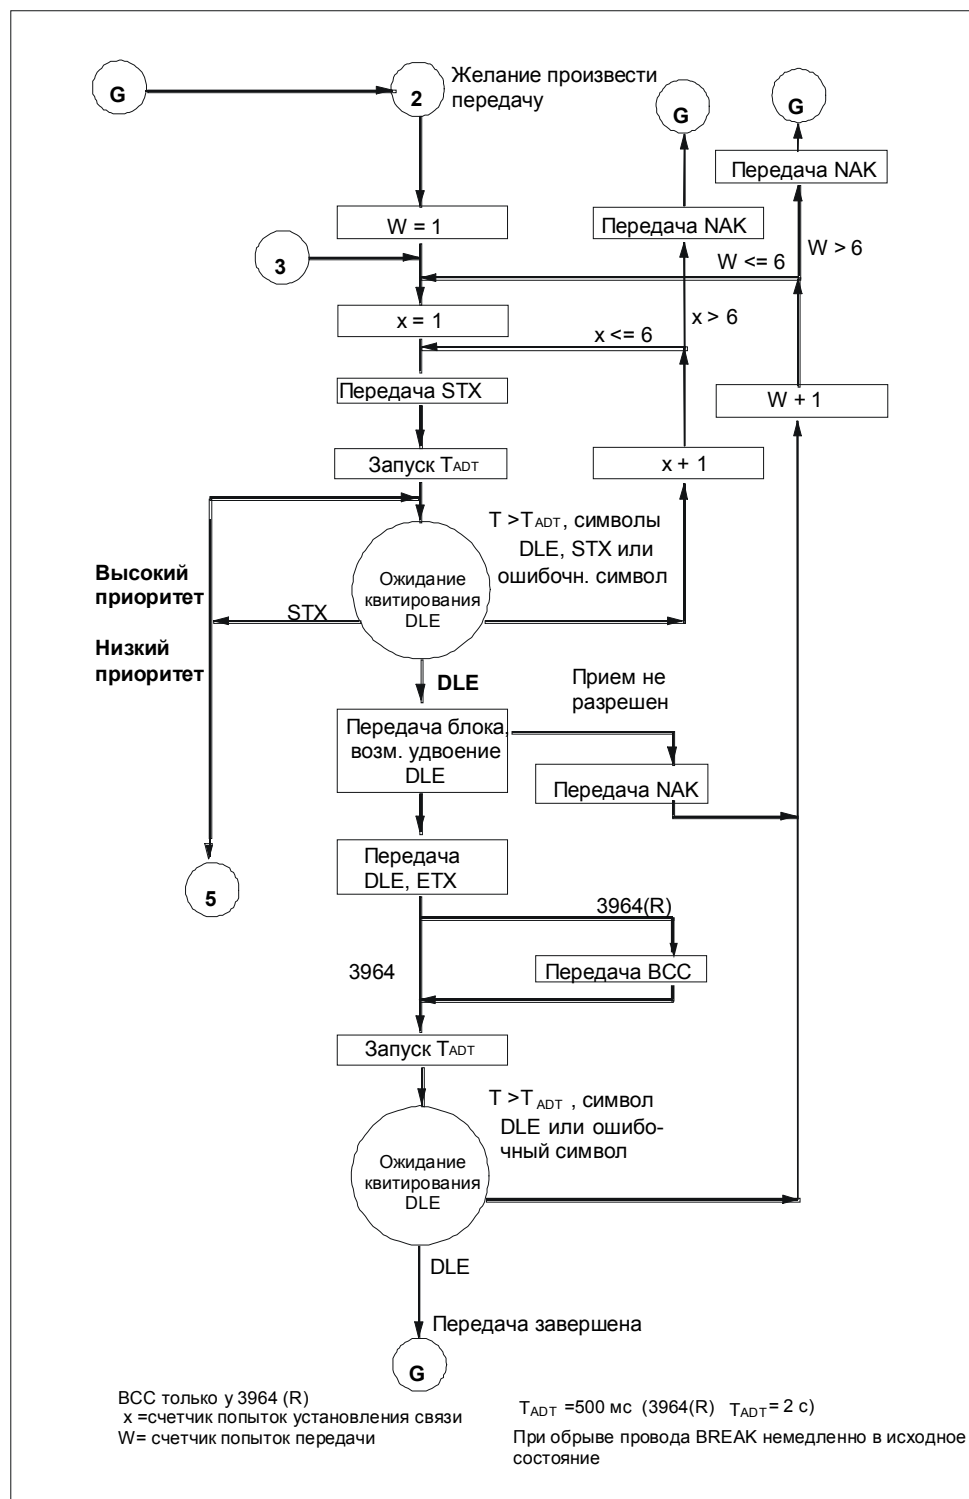 G
2
Желание произвести
передачу
G
G
Передача NAK
W = 1
Передача NAK
3
W <= 6
W > 6
x = 1
x <= 6
x > 6
Передача STX
W + 1
Запуск TADT
x + 1
T >TADT, символы
DLE, STX или
ошибочн. символ
Высокий
приоритет
Ожидание
квитирования
DLE
STX
Низкий
приоритет
DLE
Прием не
разрешен
Передача блока,
возм. удвоение
DLE
Передача NAK
Передача
DLE, ETX
5
3964(R)
3964
Передача BCC
Запуск TADT
T >TADT , символ
DLE или ошибо-
чный символ
Ожидание
квитирования
DLE
DLE
Передача завершена
G
BCC только у 3964 (R)
x =счетчик попыток установления связи
W= счетчик попыток передачи
TADT =500 мс (3964(R) TADT= 2 с)
При обрыве провода BREAK немедленно в исходное
состояние